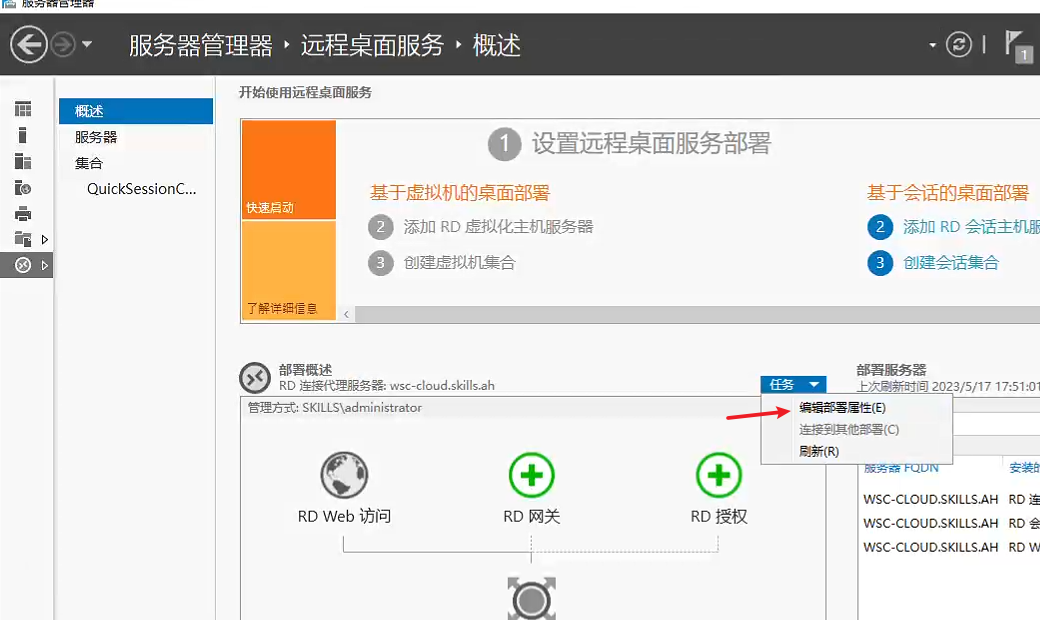 服务器管理器
服务器管理器 ‣ 远程桌面服务 ‣ 概述
1
概述
服务器
集合
QuickSessionC...
开始使用远程桌面服务
快速启动
了解详细信息
1 设置远程桌面服务部署
基于虚拟机的桌面部署
2 添加 RD 虚拟化主机服务器
3 创建虚拟机集合
基于会话的桌面部署
2 添加 RD 会话主机服
3 创建会话集合
部署概述
RD 连接代理服务器: wsc-cloud.skills.ah
任务
管理方式: SKILLS\administrator
编辑部署属性(E)
连接到其他部署(C)
刷新(R)
RD Web 访问
RD 网关
RD 授权
部署服务器
上次刷新时间 2023/5/17 17:51:01
服务器 FQDN 安装的
WSC-CLOUD.SKILLS.AH RD 连
WSC-CLOUD.SKILLS.AH RD 会
WSC-CLOUD.SKILLS.AH RD W